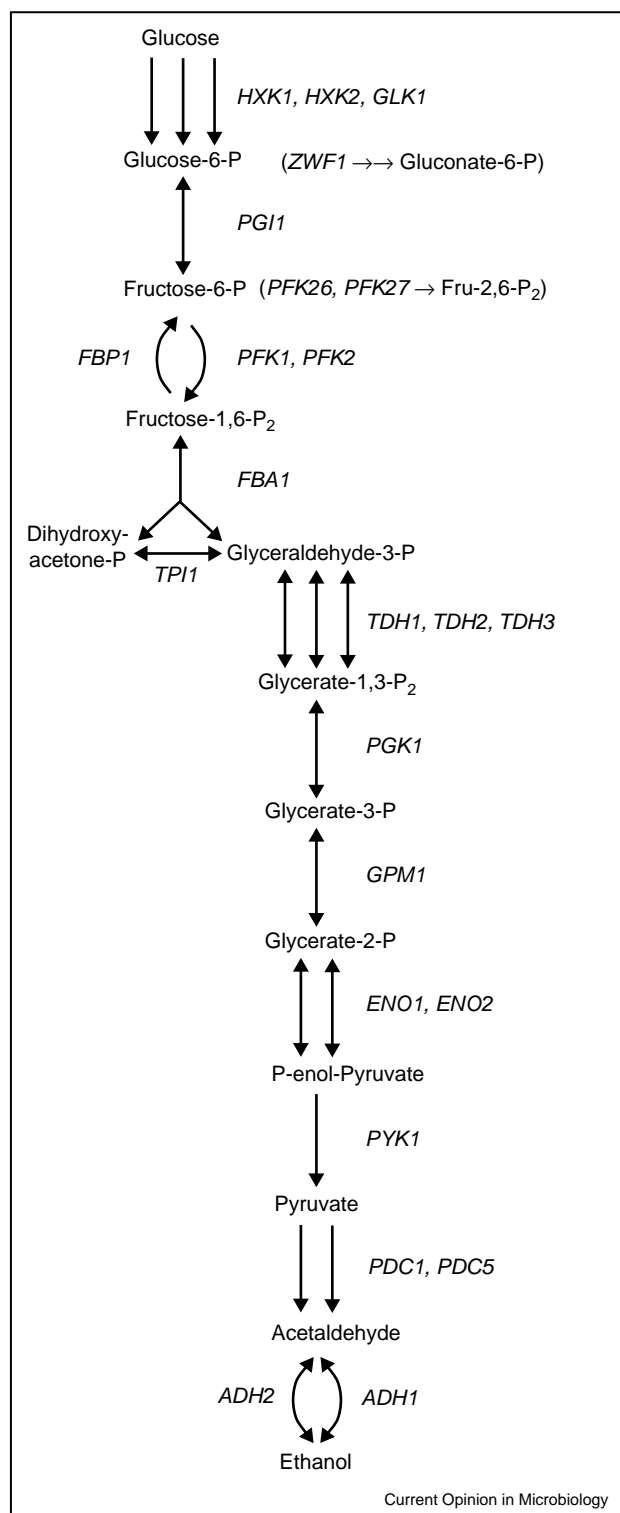 Glucose
HXK1, HXK2, GLK1
Glucose-6-P (ZWF1 →→ Gluconate-6-P)
PGI1
Fructose-6-P (PFK26, PFK27 → Fru-2,6-P₂)
FBP1 PFK1, PFK2
Fructose-1,6-P₂
FBA1
Dihydroxy-
acetone-P
TPI1
Glyceraldehyde-3-P
TDH1, TDH2, TDH3
Glycerate-1,3-P₂
PGK1
Glycerate-3-P
GPM1
Glycerate-2-P
ENO1, ENO2
P-enol-Pyruvate
PYK1
Pyruvate
PDC1, PDC5
Acetaldehyde
ADH2 ADH1
Ethanol
Current Opinion in Microbiology